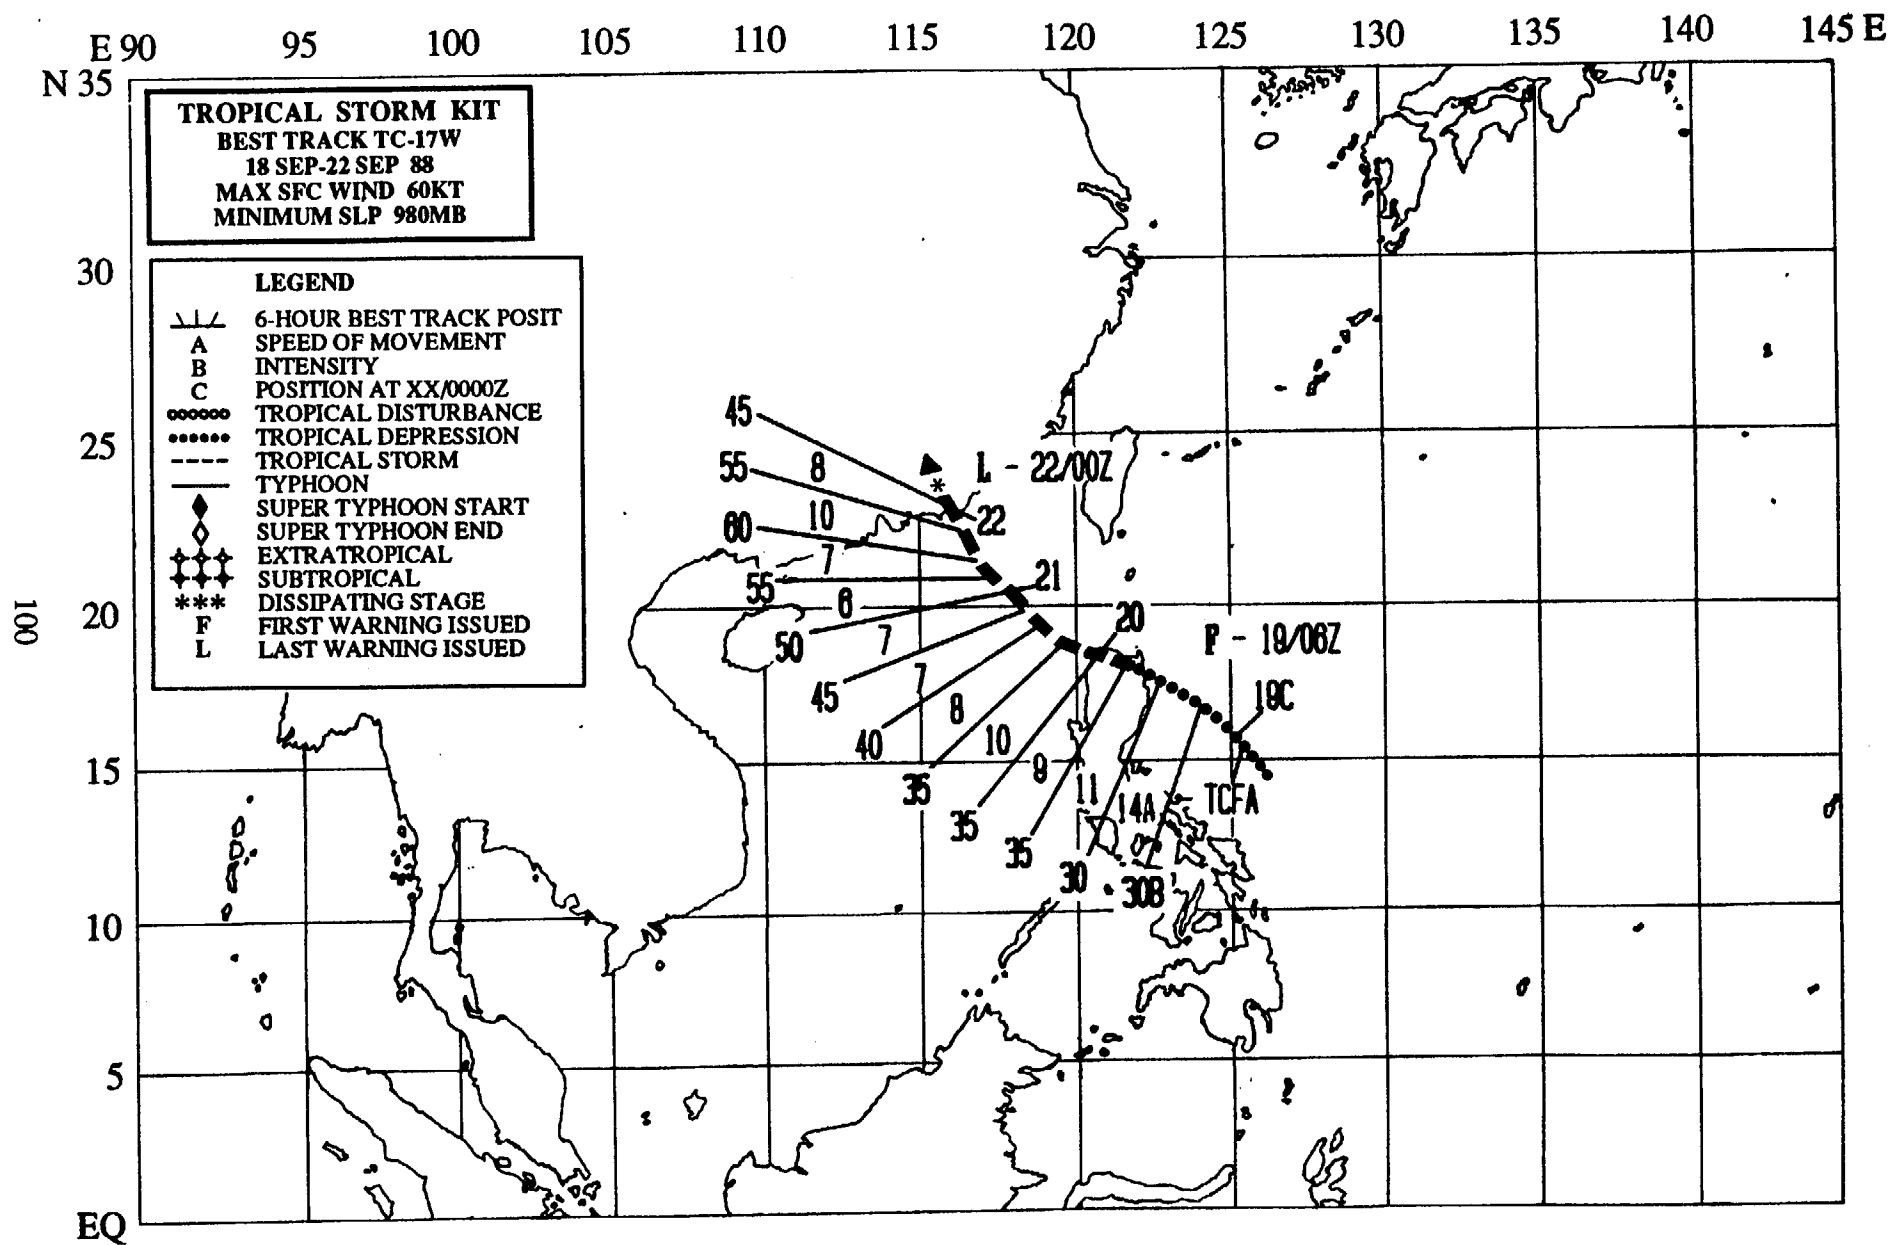 E 90 95 100 105 110 115 120 125 130 135 140 145 E
N 35
TROPICAL STORM KIT
BEST TRACK TC-17W
18 SEP-22 SEP 88
MAX SFC WIND 60KT
MINIMUM SLP 980MB
30
LEGEND
6-HOUR BEST TRACK POSIT
A SPEED OF MOVEMENT
B INTENSITY
C POSITION AT XX/0000Z
TROPICAL DISTURBANCE
TROPICAL DEPRESSION
TROPICAL STORM
TYPHOON
SUPER TYPHOON START
SUPER TYPHOON END
EXTRATROPICAL
SUBTROPICAL
*** DISSIPATING STAGE
F FIRST WARNING ISSUED
L LAST WARNING ISSUED
25
20
15
10
5
EQ
100
45
55 8
L - 22/00Z
*
60 10
22
7
55
21
6
50 7
20
F - 19/06Z
45 7
19C
40 8
10
35 9
35 11 14A TCFA
35
30 30B